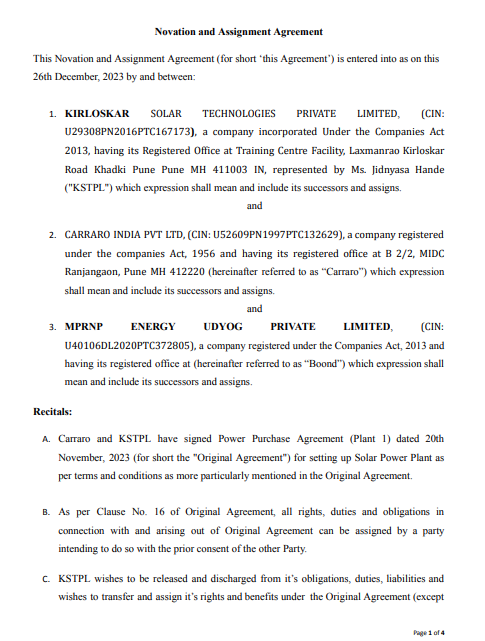 Novation and Assignment Agreement
This Novation and Assignment Agreement (for short ‘this Agreement’) is entered into as on this
26th December, 2023 by and between:
1. KIRLOSKAR SOLAR TECHNOLOGIES PRIVATE LIMITED, (CIN:
U29308PN2016PTC167173), a company incorporated Under the Companies Act
2013, having its Registered Office at Training Centre Facility, Laxmanrao Kirloskar
Road Khadki Pune Pune MH 411003 IN, represented by Ms. Jidnyasa Hande
("KSTPL") which expression shall mean and include its successors and assigns.
and
2. CARRARO INDIA PVT LTD, (CIN: U52609PN1997PTC132629), a company registered
under the companies Act, 1956 and having its registered office at B 2/2, MIDC
Ranjangaon, Pune MH 412220 (hereinafter referred to as “Carraro”) which expression
shall mean and include its successors and assigns.
and
3. MPRNP ENERGY UDYOG PRIVATE LIMITED, (CIN:
U40106DL2020PTC372805), a company registered under the Companies Act, 2013 and
having its registered office at (hereinafter referred to as “Boond”) which expression shall
mean and include its successors and assigns.
Recitals:
A. Carraro and KSTPL have signed Power Purchase Agreement (Plant 1) dated 20th
November, 2023 (for short the "Original Agreement") for setting up Solar Power Plant as
per terms and conditions as more particularly mentioned in the Original Agreement.
B. As per Clause No. 16 of Original Agreement, all rights, duties and obligations in
connection with and arising out of Original Agreement can be assigned by a party
intending to do so with the prior consent of the other Party.
C. KSTPL wishes to be released and discharged from it’s obligations, duties, liabilities and
wishes to transfer and assign it’s rights and benefits under the Original Agreement (except
Page 1 of 4